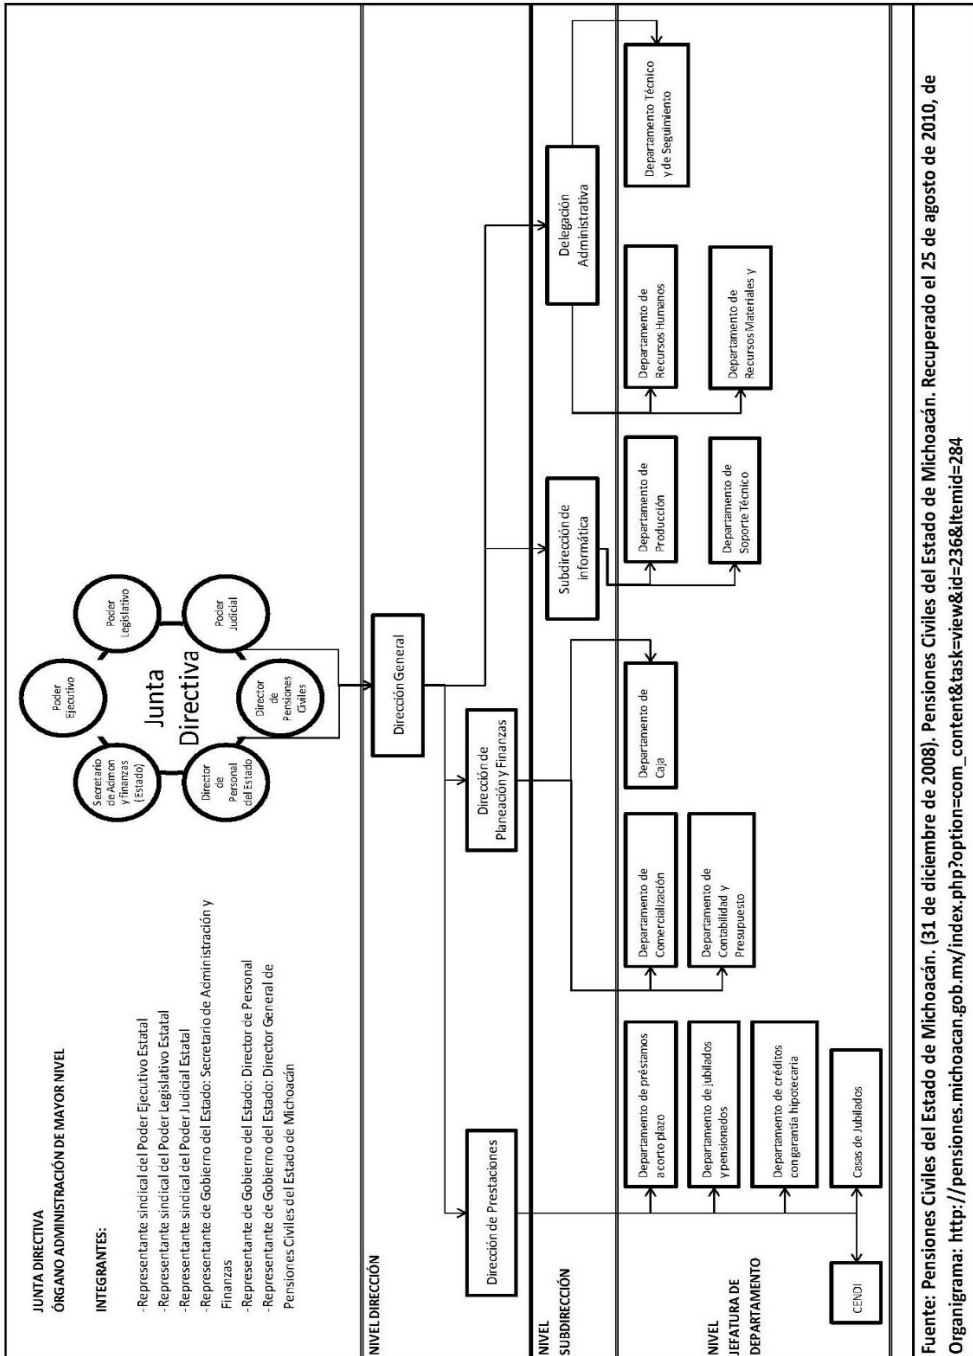 JUNTA DIRECTIVA
ÓRGANO ADMINISTRACIÓN DE MAYOR NIVEL
INTEGRANTES:
-Representante sindical del Poder Ejecutivo Estatal
-Representante sindical del Poder Legislativo Estatal
-Representante sindical del Poder Judicial Estatal
-Representante de Gobierno del Estado: Secretario de Administración y
Finanzas
-Representante de Gobierno del Estado: Director de Personal
-Representante de Gobierno del Estado: Director General de
Pensiones Civiles del Estado de Michoacán
Poder
Ejecutivo
Secretario
de Admon
y finanzas
(Estado)
Poder
Legislativo
Junta
Directiva
Director
de
Personal
del Estado
Poder
Judicial
Director
de
Pensiones
Civiles
NIVEL DIRECCIÓN
Dirección General
Dirección de Prestaciones
Dirección de
Planeación y Finanzas
NIVEL
SUBDIRECCIÓN
Subdirección de
informática
Delegación
Administrativa
NIVEL
JEFATURA DE
DEPARTAMENTO
Departamento de préstamos
a corto plazo
Departamento de jubilados
y pensionados
Departamento de créditos
con garantía hipotecaria
Casas de Jubilados
CENDI
Departamento de
Comercialización
Departamento de
Contabilidad y
Presupuesto
Departamento de
Caja
Departamento de
Producción
Departamento de
Soporte Técnico
Departamento de
Recursos Humanos
Departamento de
Recursos Materiales y
Departamento Técnico
y de Seguimiento
Fuente: Pensiones Civiles del Estado de Michoacán. (31 de diciembre de 2008). Pensiones Civiles del Estado de Michoacán. Recuperado el 25 de agosto de 2010, de
Organigrama: http://pensiones.michoacan.gob.mx/index.php?option=com_content&task=view&id=236&Itemid=284